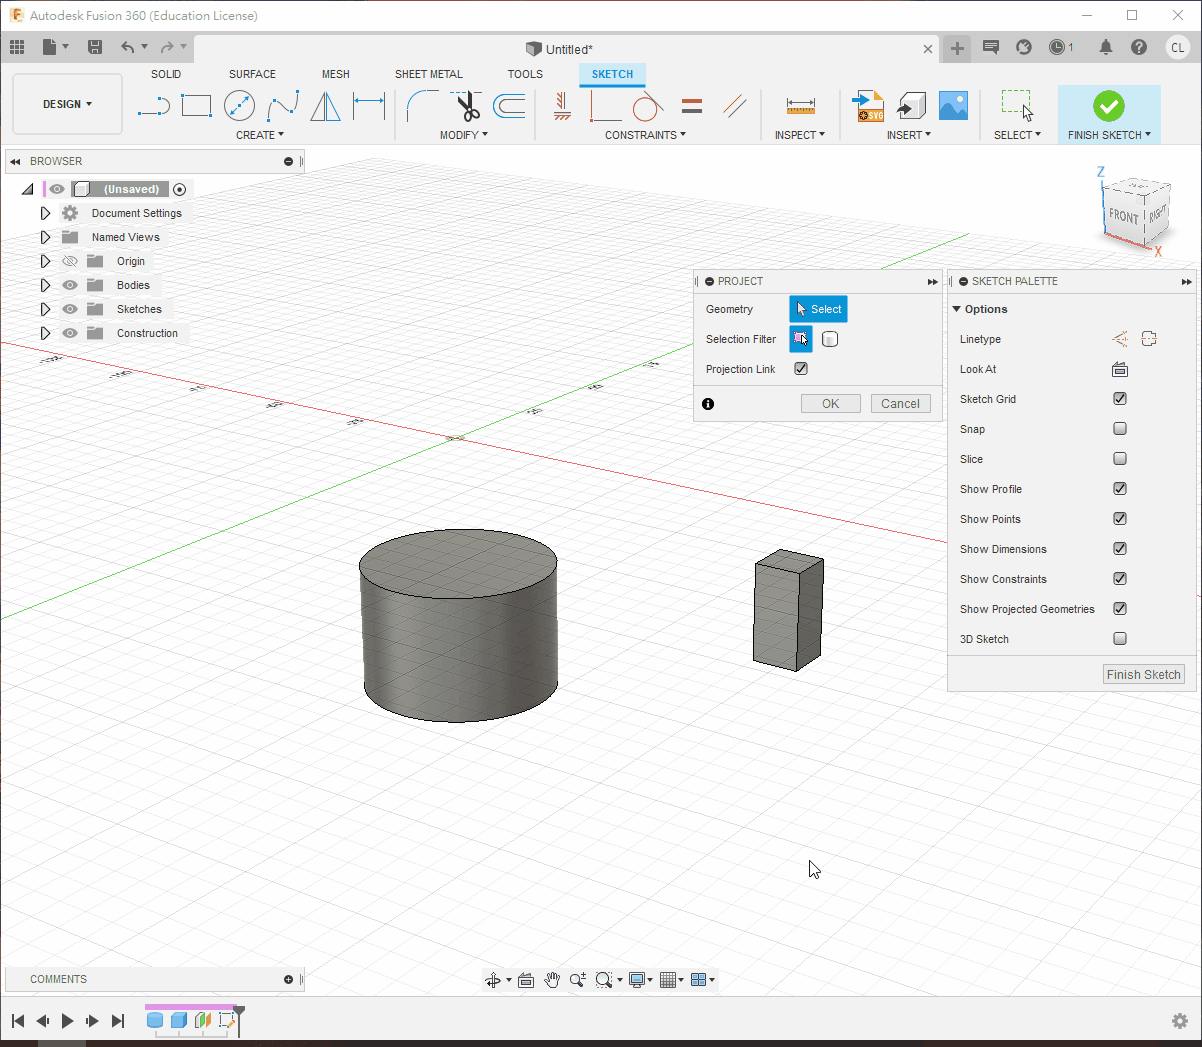 Autodesk Fusion 360 (Education License)
Untitled*
1
CL
DESIGN
SOLID
SURFACE
MESH
SHEET METAL
TOOLS
SKETCH
CREATE
MODIFY
CONSTRAINTS
INSPECT
SVG
INSERT
SELECT
FINISH SKETCH
BROWSER
(Unsaved)
Document Settings
Named Views
Origin
Bodies
Sketches
Construction
Z
FRONT
RIGHT
X
PROJECT
Geometry
Select
Selection Filter
Projection Link
OK
Cancel
SKETCH PALETTE
Options
Linetype
Look At
Sketch Grid
Snap
Slice
Show Profile
Show Points
Show Dimensions
Show Constraints
Show Projected Geometries
3D Sketch
Finish Sketch
COMMENTS